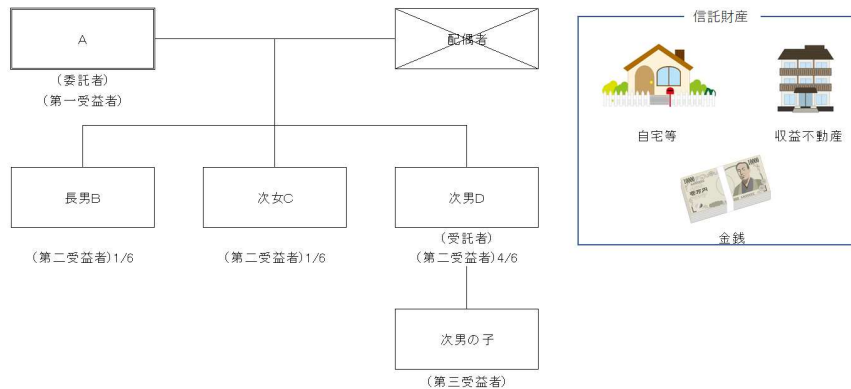 A
(委託者)
(第一受益者)
配偶者
長男B
(第二受益者)1/6
次女C
(第二受益者)1/6
次男D
(受託者)
(第二受益者)4/6
次男の子
(第三受益者)
信託財産
自宅等
収益不動産
金銭